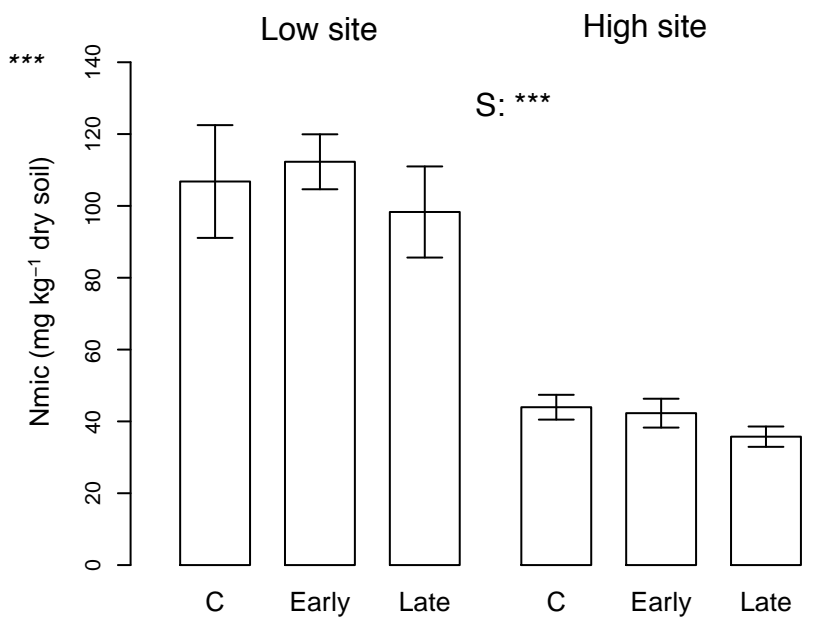 Low site
High site
***
S: ***
Nmic (mg kg⁻¹ dry soil)
140
120
100
80
60
40
20
0
C Early Late C Early Late